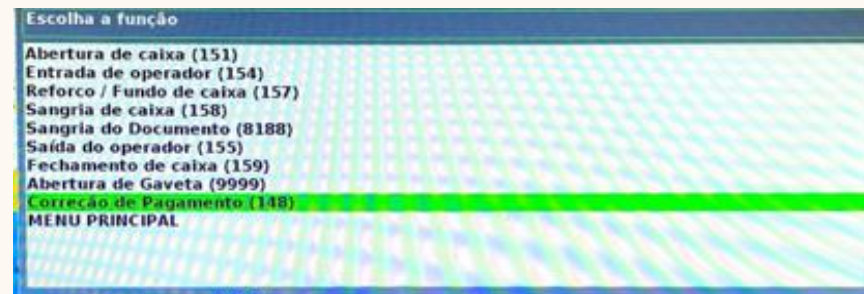 Escolha a função
Abertura de caixa (151)
Entrada de operador (154)
Reforco / Fundo de caixa (157)
Sangria de caixa (158)
Sangria do Documento (8188)
Saída do operador (155)
Fechamento de caixa (159)
Abertura de Gaveta (9999)
Correção de Pagamento (148)
MENU PRINCIPAL